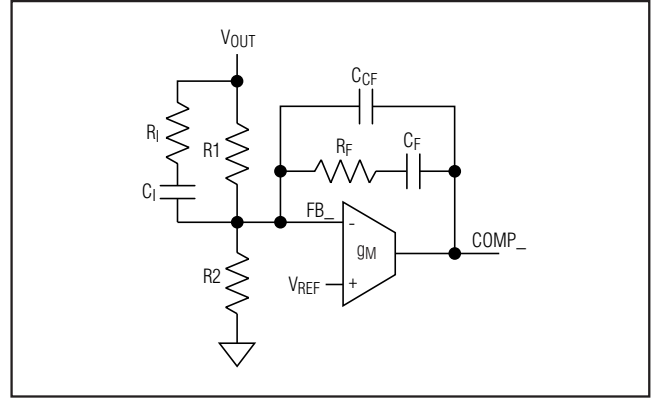 VOUT
CCF
RI
R1
RF
CF
CI
FB_
-
gM
COMP_
R2
VREF
+